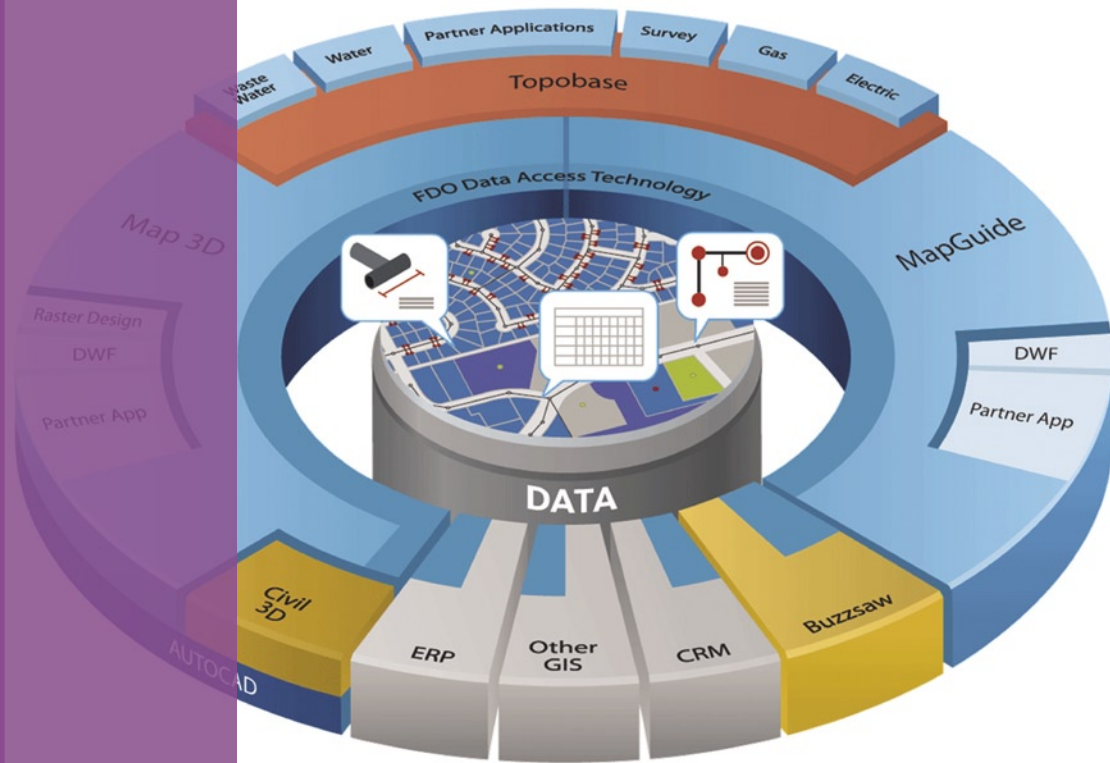 Waste
Water
Water
Partner Applications
Survey
Gas
Electric
Topobase
FDO Data Access Technology
Map 3D
Raster Design
DWF
Partner App
MapGuide
DWF
Partner App
DATA
Civil
3D
AUTOCAD
ERP
Other
GIS
CRM
Buzzsaw